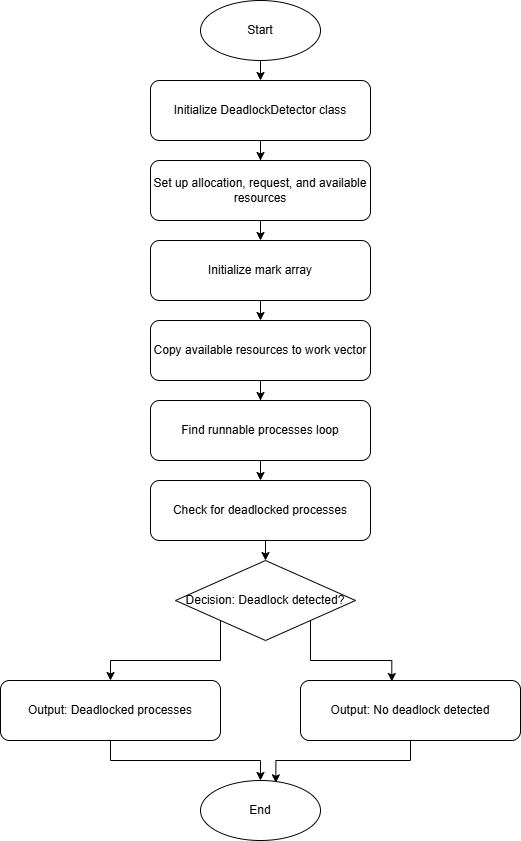 Start
Initialize DeadlockDetector class
Set up allocation, request, and available
resources
Initialize mark array
Copy available resources to work vector
Find runnable processes loop
Check for deadlocked processes
Decision: Deadlock detected?
Output: Deadlocked processes
Output: No deadlock detected
End